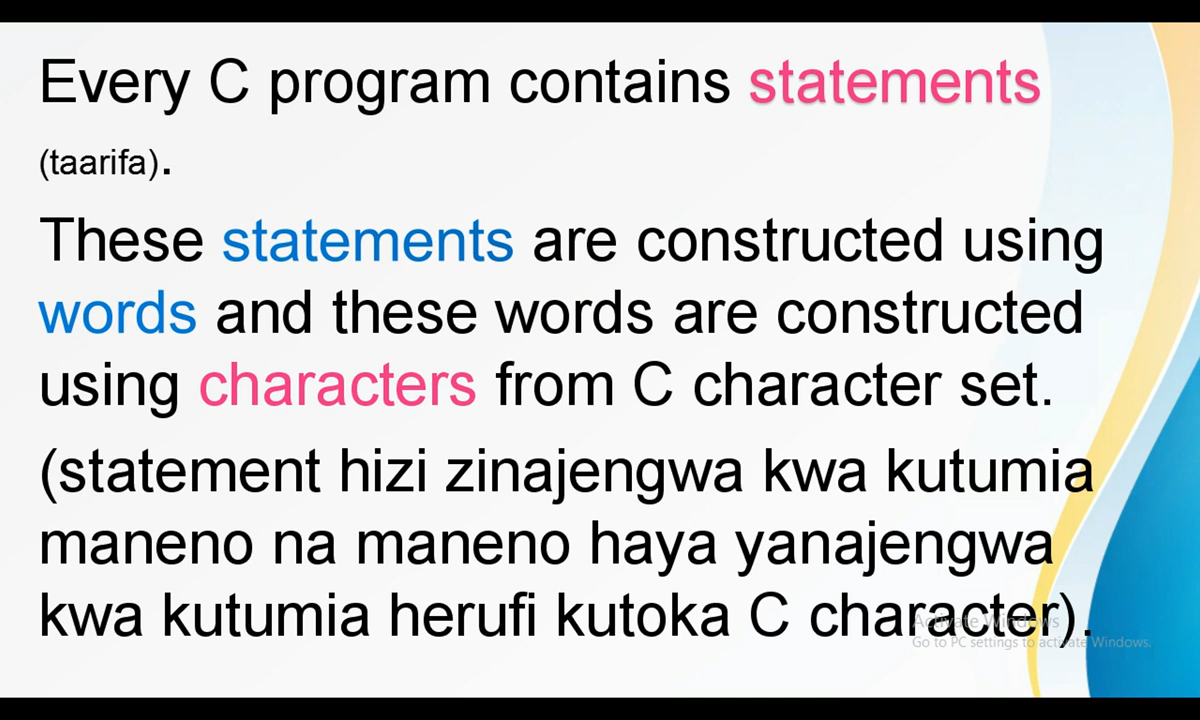 Every C program contains statements
(taarifa).
These statements are constructed using
words and these words are constructed
using characters from C character set.
(statement hizi zinajengwa kwa kutumia
maneno na maneno haya yanajengwa
kwa kutumia herufi kutoka C character).
Activate Windows
Go to PC settings to activate Windows.